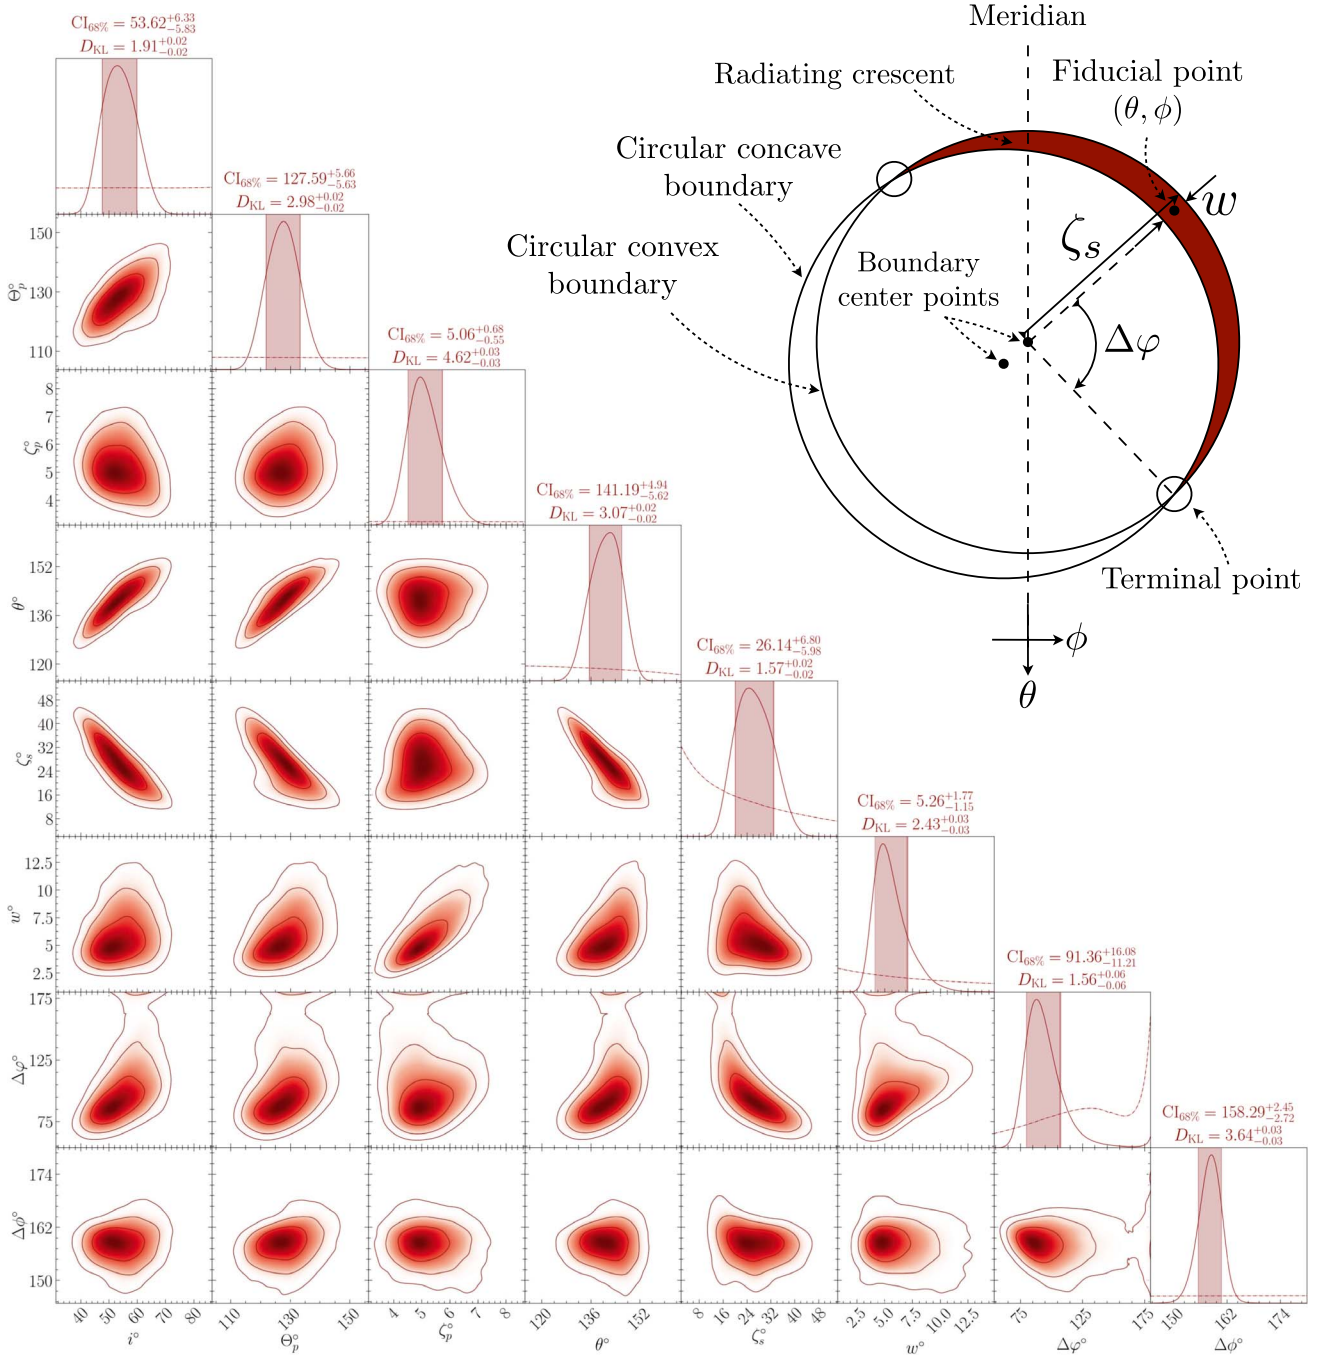 CI68% = 53.62+6.33−5.83
DKL = 1.91+0.02−0.02
Meridian
Radiating crescent
Fiducial point
(θ, ϕ)
Circular concave
boundary
Circular convex
boundary
Boundary
center points
ζs
w
Δφ
Terminal point
ϕ
θ
CI68% = 127.59+5.66−5.63
DKL = 2.98+0.02−0.02
150
130
110
Θp°
CI68% = 5.06+0.68−0.55
DKL = 4.62+0.03−0.03
8
7
6
5
4
ζp°
CI68% = 141.19+4.94−5.62
DKL = 3.07+0.02−0.02
152
136
120
θ°
CI68% = 26.14+6.80−5.98
DKL = 1.57+0.02−0.02
48
40
32
24
16
8
ζs°
CI68% = 5.26+1.77−1.15
DKL = 2.43+0.03−0.03
12.5
10
7.5
5
2.5
w°
CI68% = 91.36+16.08−11.21
DKL = 1.56+0.06−0.06
175
125
75
Δφ°
CI68% = 158.29+2.45−2.72
DKL = 3.64+0.03−0.03
174
162
150
Δϕ°
40 50 60 70 80
110 130 150
4 5 6 7 8
120 136 152
8 16 24 32 40 48
2.5 5.0 7.5 10.0 12.5
75 125 175
150 162 174
i° Θp° ζp° θ° ζs° w° Δφ° Δϕ°